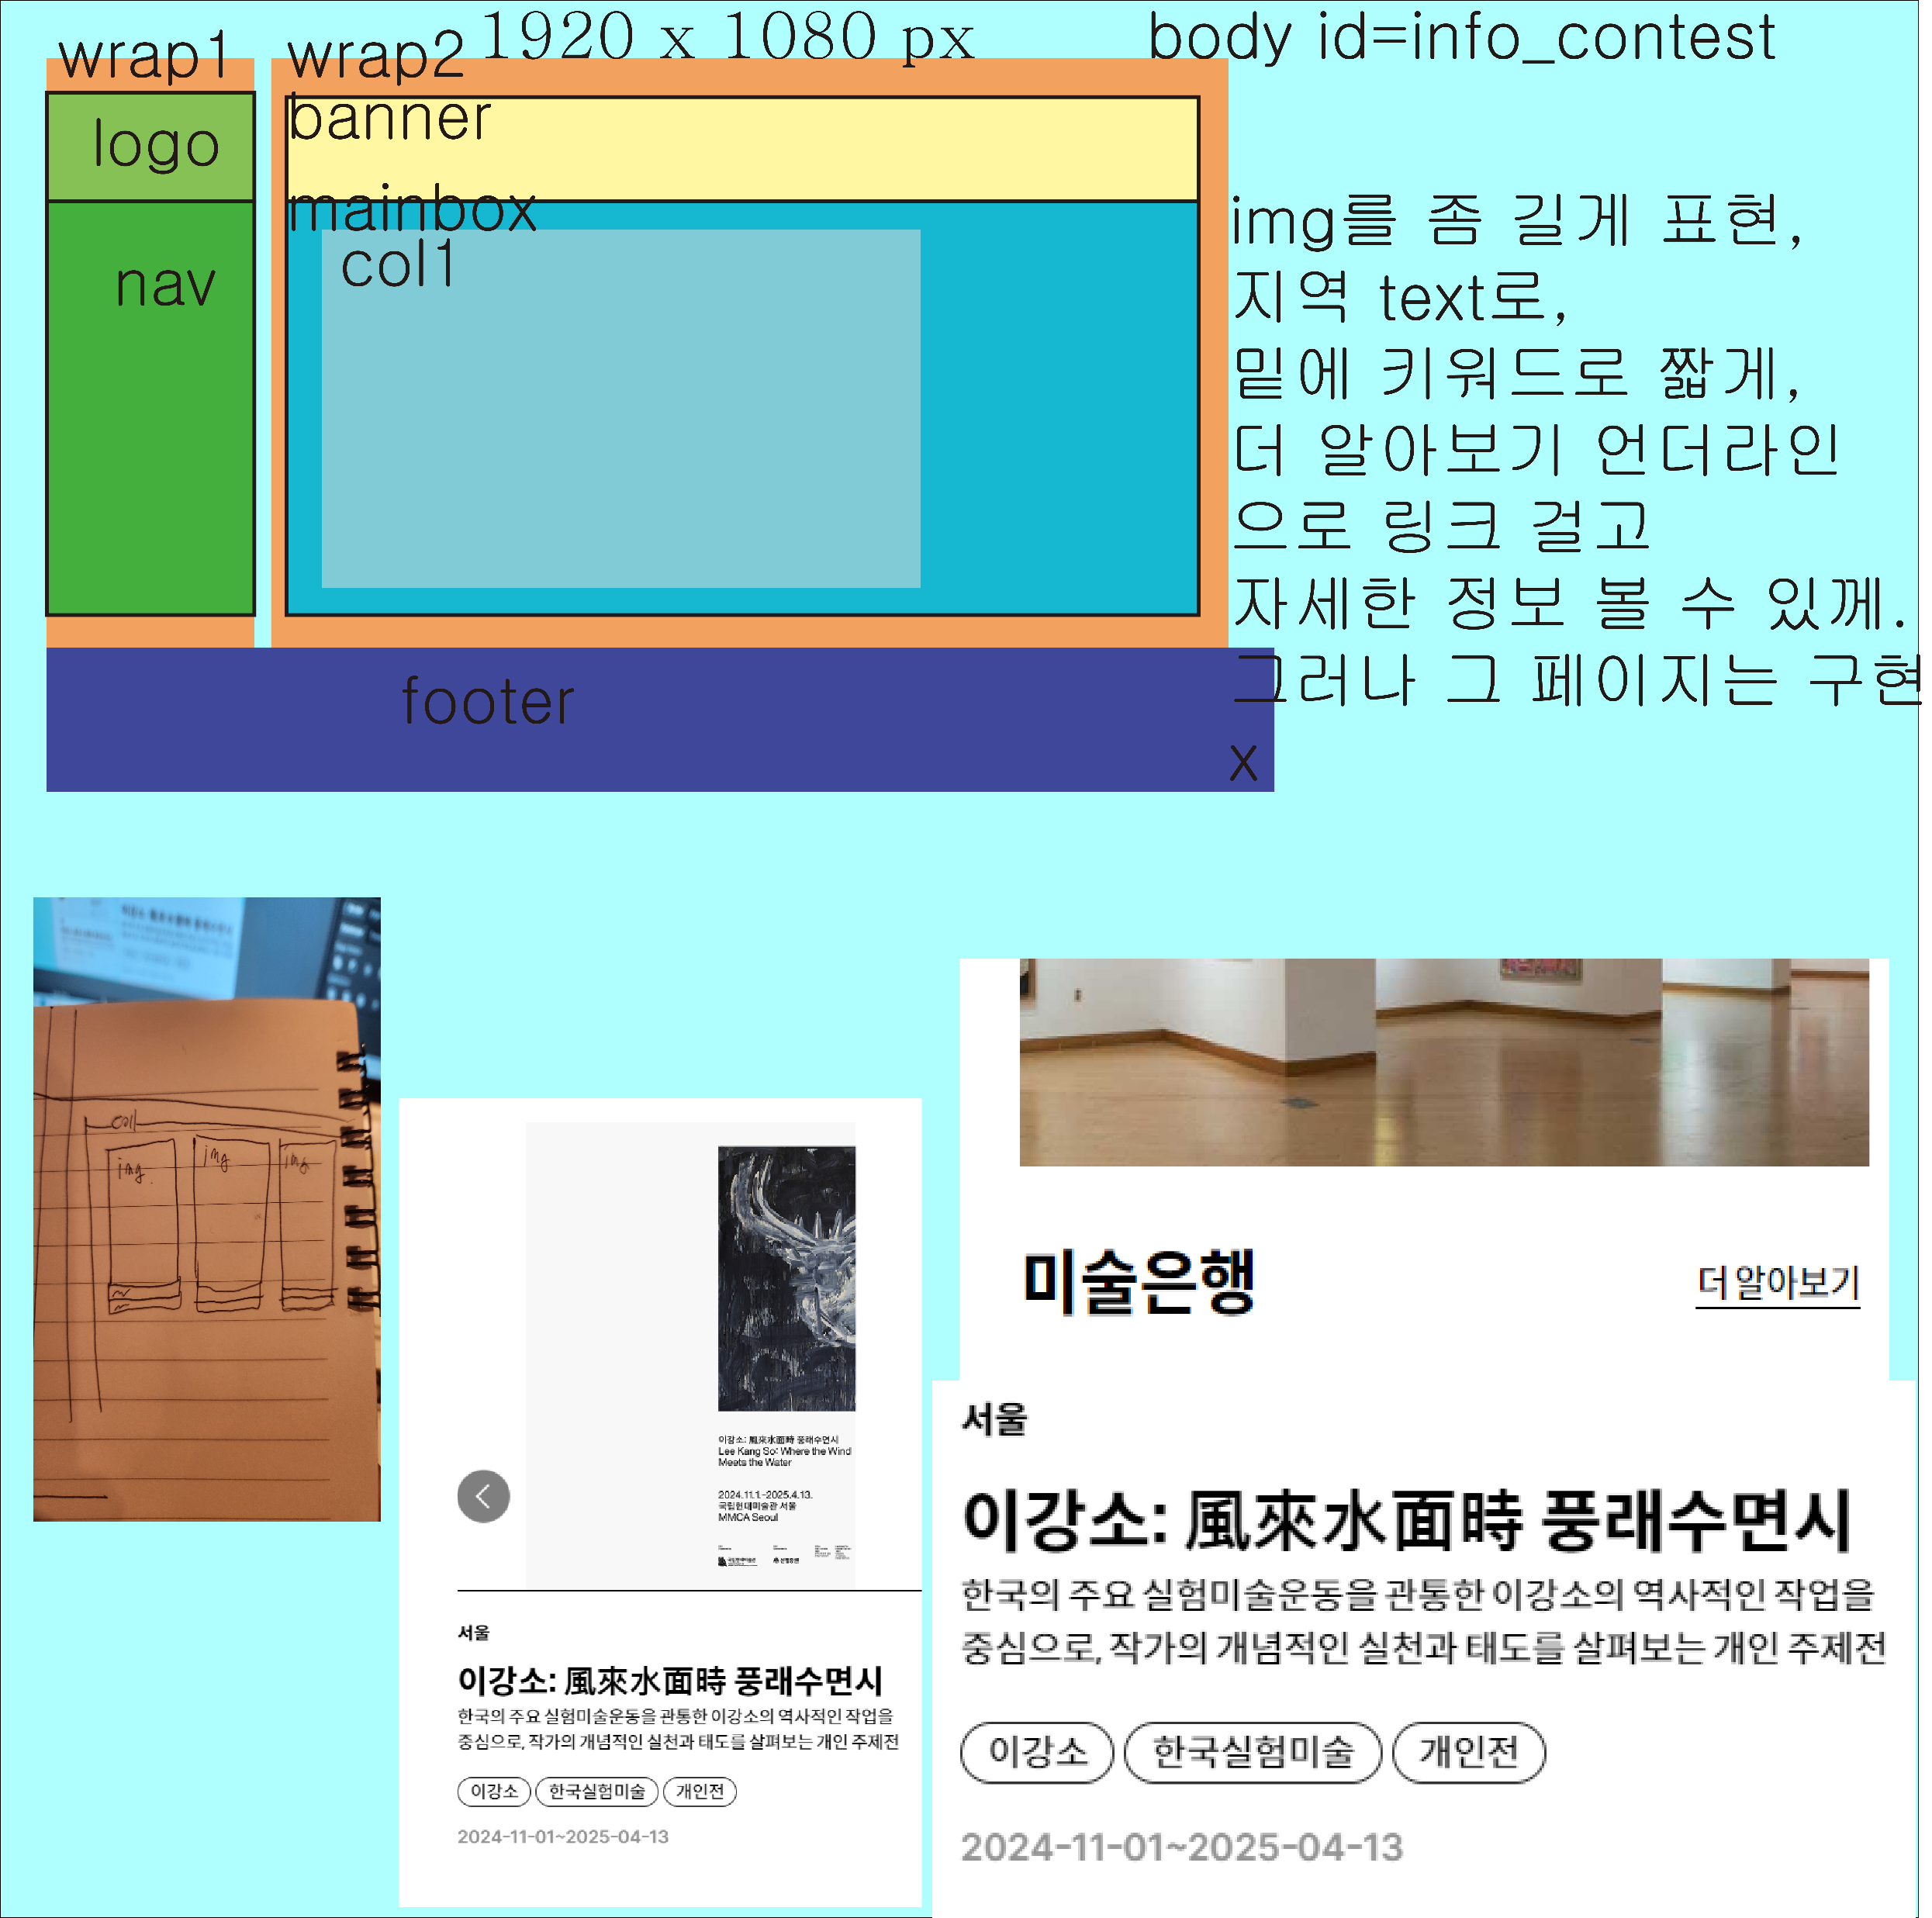 1920 x 1080 px
body id=info_contest
wrap1
wrap2
logo
banner
mainbox
col1
nav
footer
img를 좀 길게 표현,
지역 text로,
밑에 키워드로 짧게,
더 알아보기 언더라인
으로 링크 걸고
자세한 정보 볼 수 있께.
그러나 그 페이지는 구현
x
col1
img
img
img
이강소: 風來水面時 풍래수면시
Lee Kang So: Where the Wind
Meets the Water
2024.11.1.-2025.4.13.
국립현대미술관 서울
MMCA Seoul
서울
이강소: 風來水面時 풍래수면시
한국의 주요 실험미술운동을 관통한 이강소의 역사적인 작업을
중심으로, 작가의 개념적인 실천과 태도를 살펴보는 개인 주제전
이강소 한국실험미술 개인전
2024-11-01~2025-04-13
미술은행
더 알아보기
서울
이강소: 風來水面時 풍래수면시
한국의 주요 실험미술운동을 관통한 이강소의 역사적인 작업을
중심으로, 작가의 개념적인 실천과 태도를 살펴보는 개인 주제전
이강소 한국실험미술 개인전
2024-11-01~2025-04-13